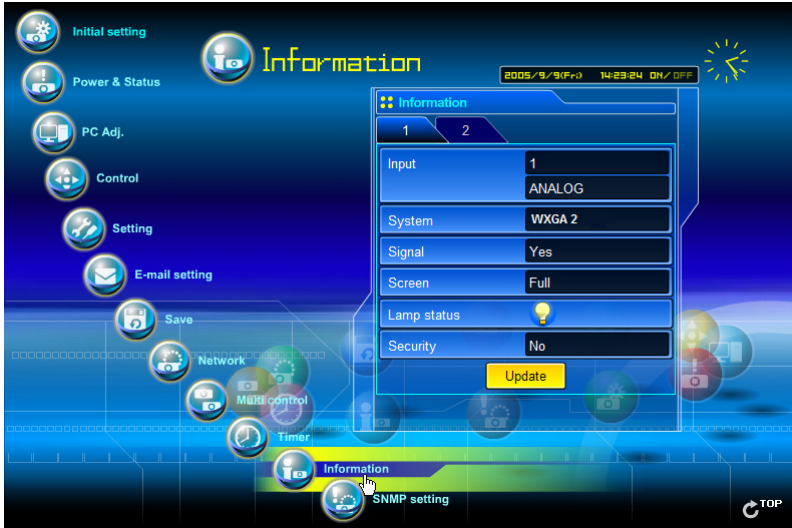 Initial setting
Power & Status
PC Adj.
Control
Setting
E-mail setting
Save
Network
Multi control
Timer
Information
SNMP setting
Information
2005/9/9(Fri) 14:23:24 ON/OFF
Information
1 2
Input 1
ANALOG
System WXGA 2
Signal Yes
Screen Full
Lamp status
Security No
Update
TOP